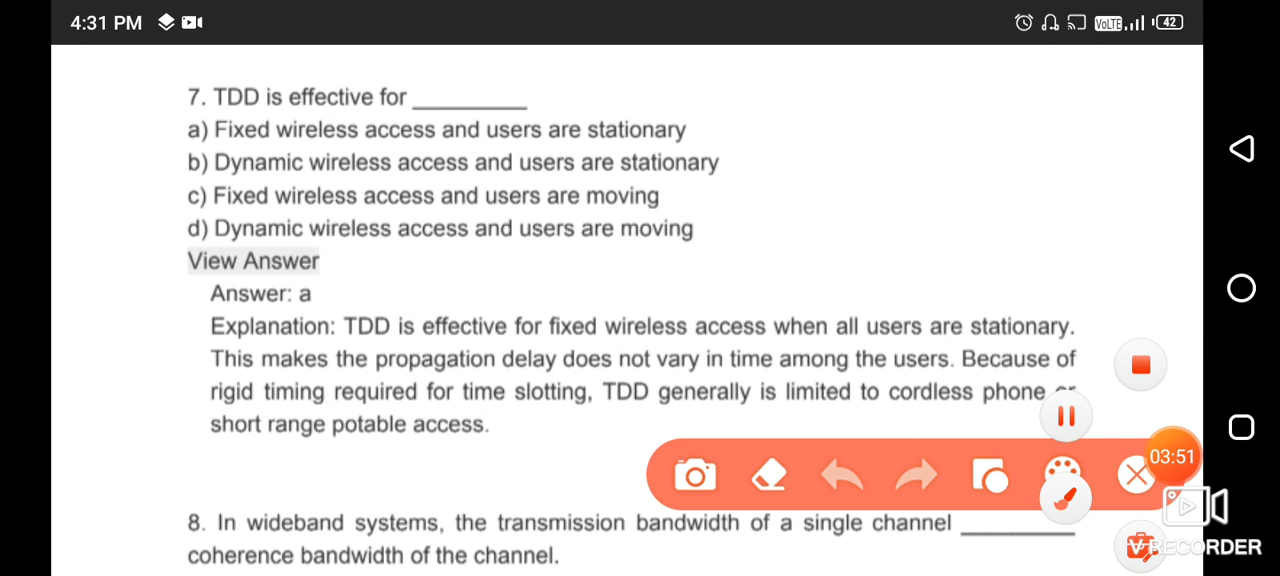 4:31 PM
VoLTE
42
7. TDD is effective for __________
a) Fixed wireless access and users are stationary
b) Dynamic wireless access and users are stationary
c) Fixed wireless access and users are moving
d) Dynamic wireless access and users are moving
View Answer
Answer: a
Explanation: TDD is effective for fixed wireless access when all users are stationary.
This makes the propagation delay does not vary in time among the users. Because of
rigid timing required for time slotting, TDD generally is limited to cordless phone or
short range potable access.
03:51
8. In wideband systems, the transmission bandwidth of a single channel __________
coherence bandwidth of the channel.
V RECORDER